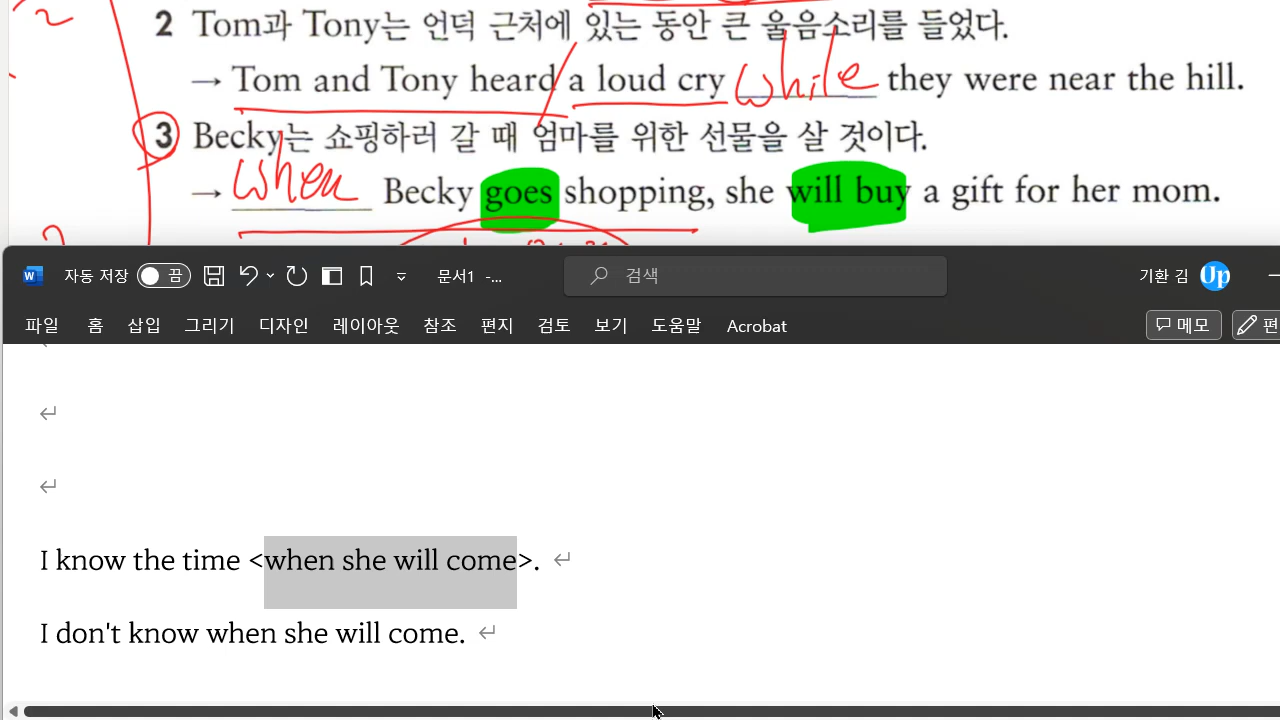 2 Tom과 Tony는 언덕 근처에 있는 동안 큰 울음소리를 들었다.
→ Tom and Tony heard a loud cry while they were near the hill.
3 Becky는 쇼핑하러 갈 때 엄마를 위한 선물을 살 것이다.
→ when Becky goes shopping, she will buy a gift for her mom.
자동 저장 끔 문서1 -... 검색 기환 김 Up
파일 홈 삽입 그리기 디자인 레이아웃 참조 편지 검토 보기 도움말 Acrobat 메모 편
I know the time <when she will come>.
I don't know when she will come.